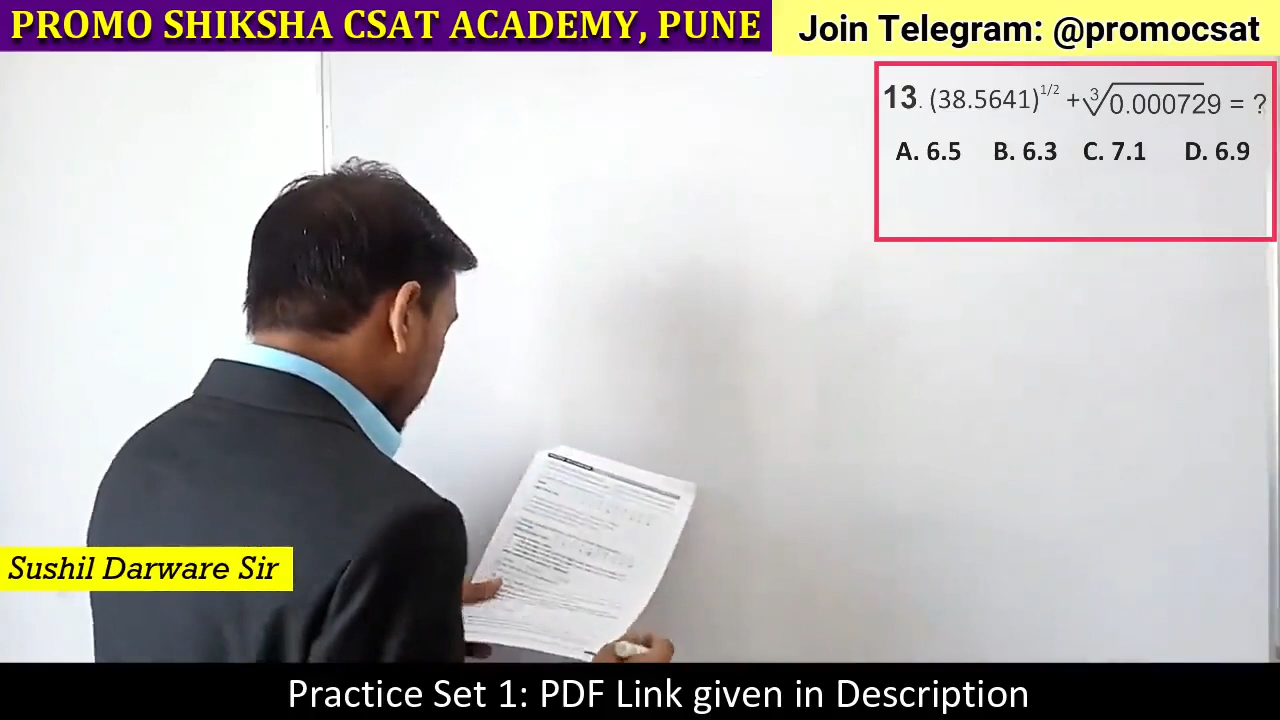 PROMO SHIKSHA CSAT ACADEMY, PUNE
Join Telegram: @promocsat
13. (38.5641)^1/2 + ∛0.000729 = ?
A. 6.5 B. 6.3 C. 7.1 D. 6.9
Sushil Darware Sir
Practice Set 1: PDF Link given in Description